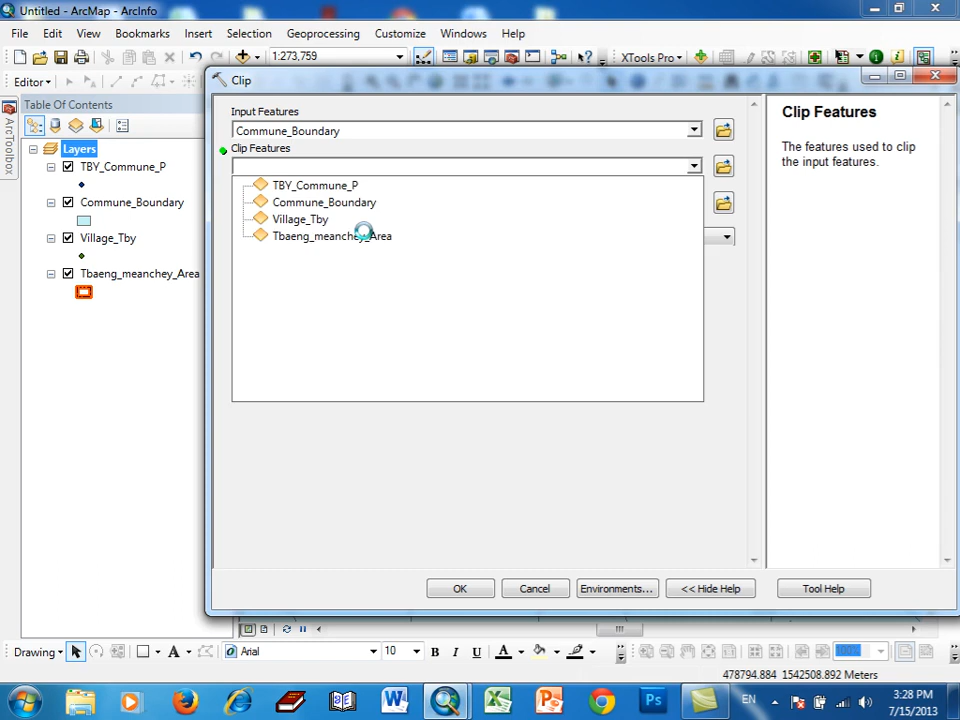 Untitled - ArcMap - ArcInfo
File Edit View Bookmarks Insert Selection Geoprocessing Customize Windows Help
1:273,759 XTools Pro
Editor
Clip
Table Of Contents
ArcToolbox
Layers
TBY_Commune_P
Commune_Boundary
Village_Tby
Tbaeng_meanchey_Area
Input Features
Commune_Boundary
Clip Features
TBY_Commune_P
Commune_Boundary
Village_Tby
Tbaeng_meanchey_Area
Clip Features
The features used to clip
the input features.
OK Cancel Environments... << Hide Help Tool Help
Drawing A Arial 10 B I U A
478794.884 1542508.892 Meters
EN 3:28 PM
7/15/2013